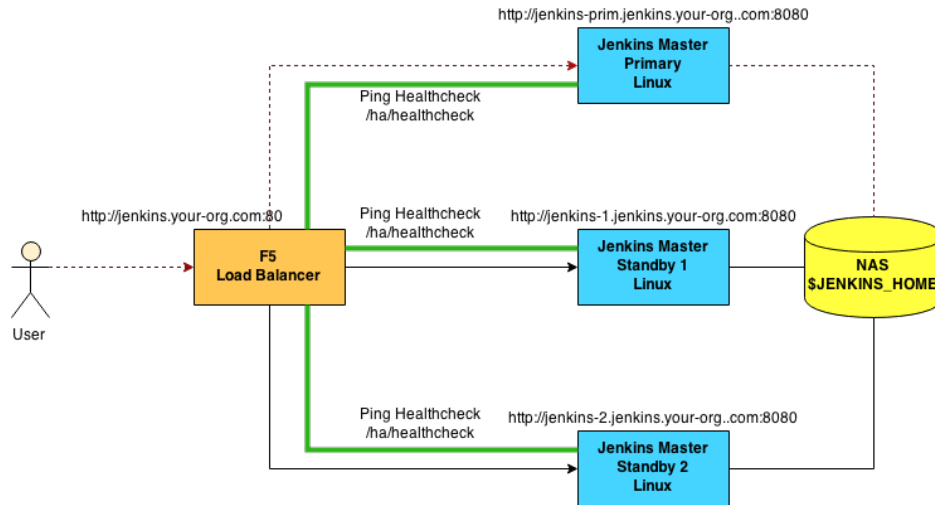 http://jenkins-prim.jenkins.your-org..com:8080
Jenkins Master
Primary
Linux
Ping Healthcheck
/ha/healthcheck
http://jenkins.your-org.com:80
Ping Healthcheck
/ha/healthcheck
http://jenkins-1.jenkins.your-org.com:8080
F5
Load Balancer
Jenkins Master
Standby 1
Linux
NAS
$JENKINS_HOME
User
Ping Healthcheck
/ha/healthcheck
http://jenkins-2.jenkins.your-org..com:8080
Jenkins Master
Standby 2
Linux